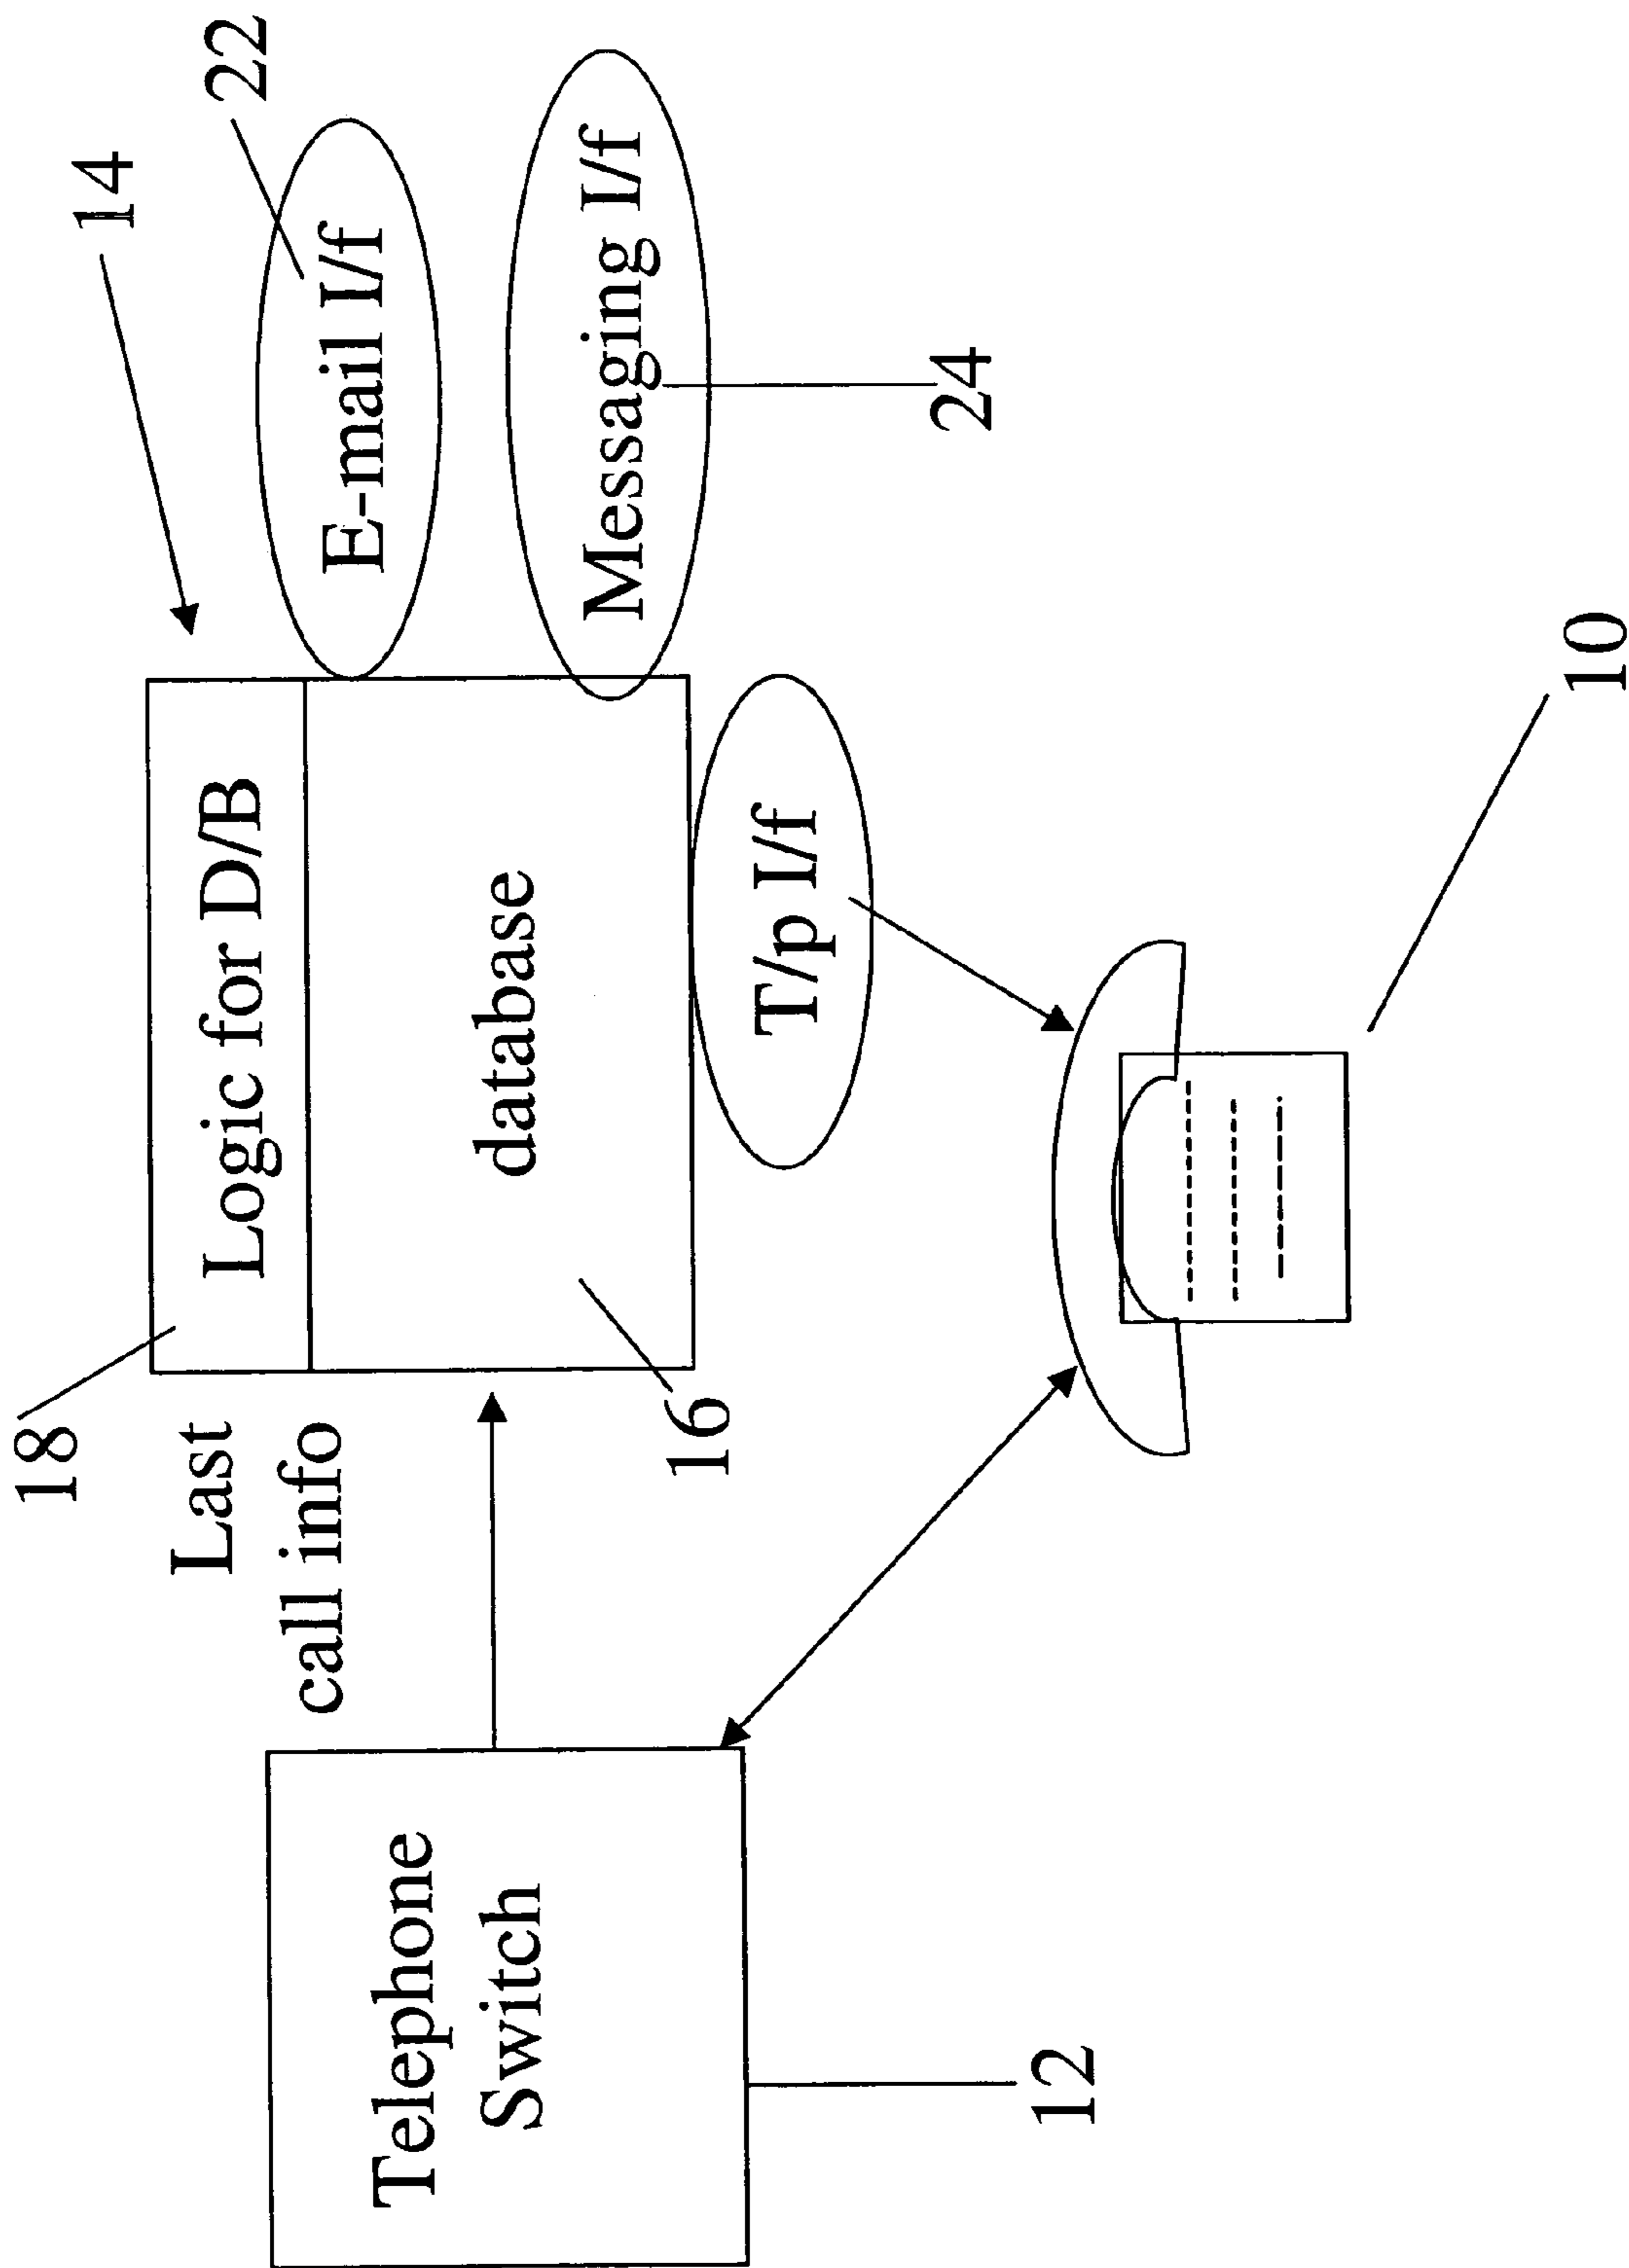 14
22
18
Logic for D/B
E-mail I/f
Last
call info
database
Messaging I/f
Telephone
Switch
16
T/p I/f
24
12
10